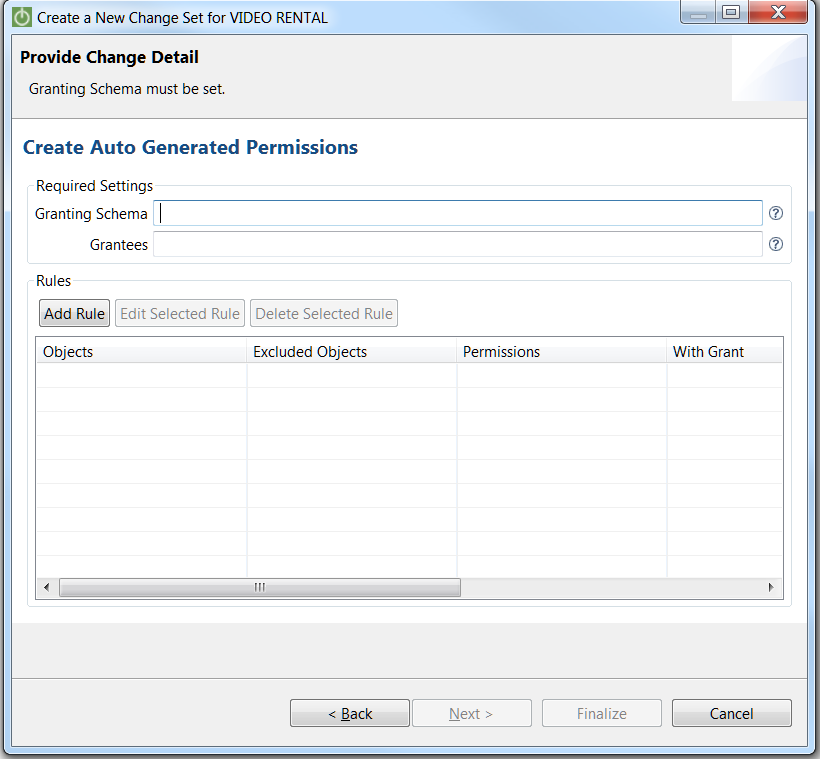 Create a New Change Set for VIDEO RENTAL
Provide Change Detail
Granting Schema must be set.
Create Auto Generated Permissions
Required Settings
Granting Schema
Grantees
Rules
Add Rule Edit Selected Rule Delete Selected Rule
Objects Excluded Objects Permissions With Grant
< Back Next > Finalize Cancel